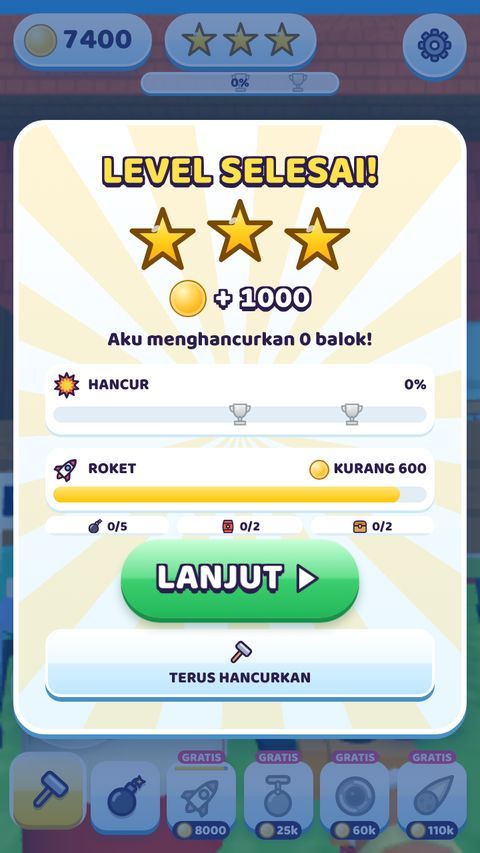 7400
0%
LEVEL SELESAI!
+ 1000
Aku menghancurkan 0 balok!
HANCUR 0%
ROKET KURANG 600
0/5 0/2 0/2
LANJUT
TERUS HANCURKAN
GRATIS GRATIS GRATIS GRATIS
8000 25k 60k 110k